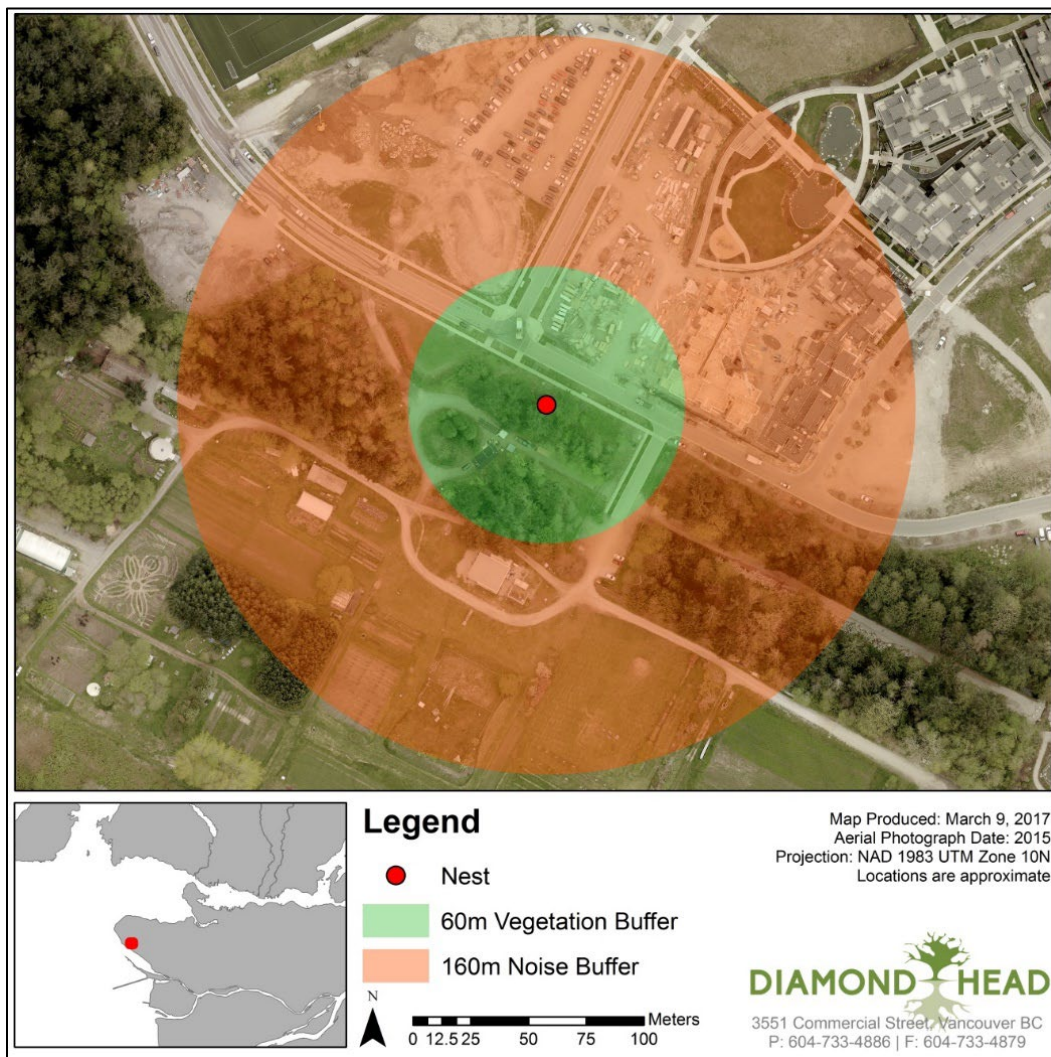 Legend
Nest
60m Vegetation Buffer
160m Noise Buffer
N
Meters
0 12.5 25 50 75 100
Map Produced: March 9, 2017
Aerial Photograph Date: 2015
Projection: NAD 1983 UTM Zone 10N
Locations are approximate
DIAMOND HEAD
3551 Commercial Street, Vancouver BC
P: 604-733-4886 | F: 604-733-4879